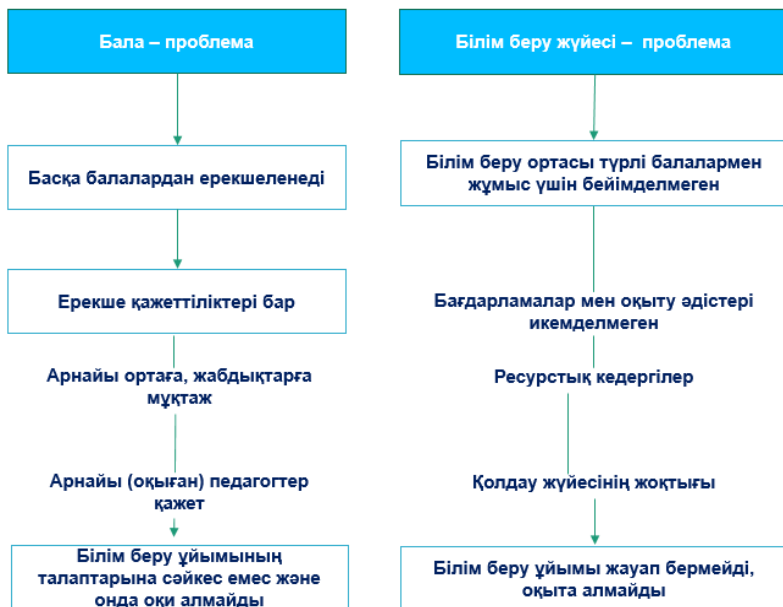 Бала – проблема
Басқа балалардан ерекшеленеді
Ерекше қажеттіліктері бар
Арнайы ортаға, жабдықтарға
мұқтаж
Арнайы (оқыған) педагогтер
қажет
Білім беру ұйымының
талаптарына сәйкес емес және
онда оқи алмайды
Білім беру жүйесі – проблема
Білім беру ортасы түрлі балалармен
жұмыс үшін бейімделмеген
Бағдарламалар мен оқыту әдістері
икемделмеген
Ресурстық кедергілер
Қолдау жүйесінің жоқтығы
Білім беру ұйымы жауап бермейді,
оқыта алмайды